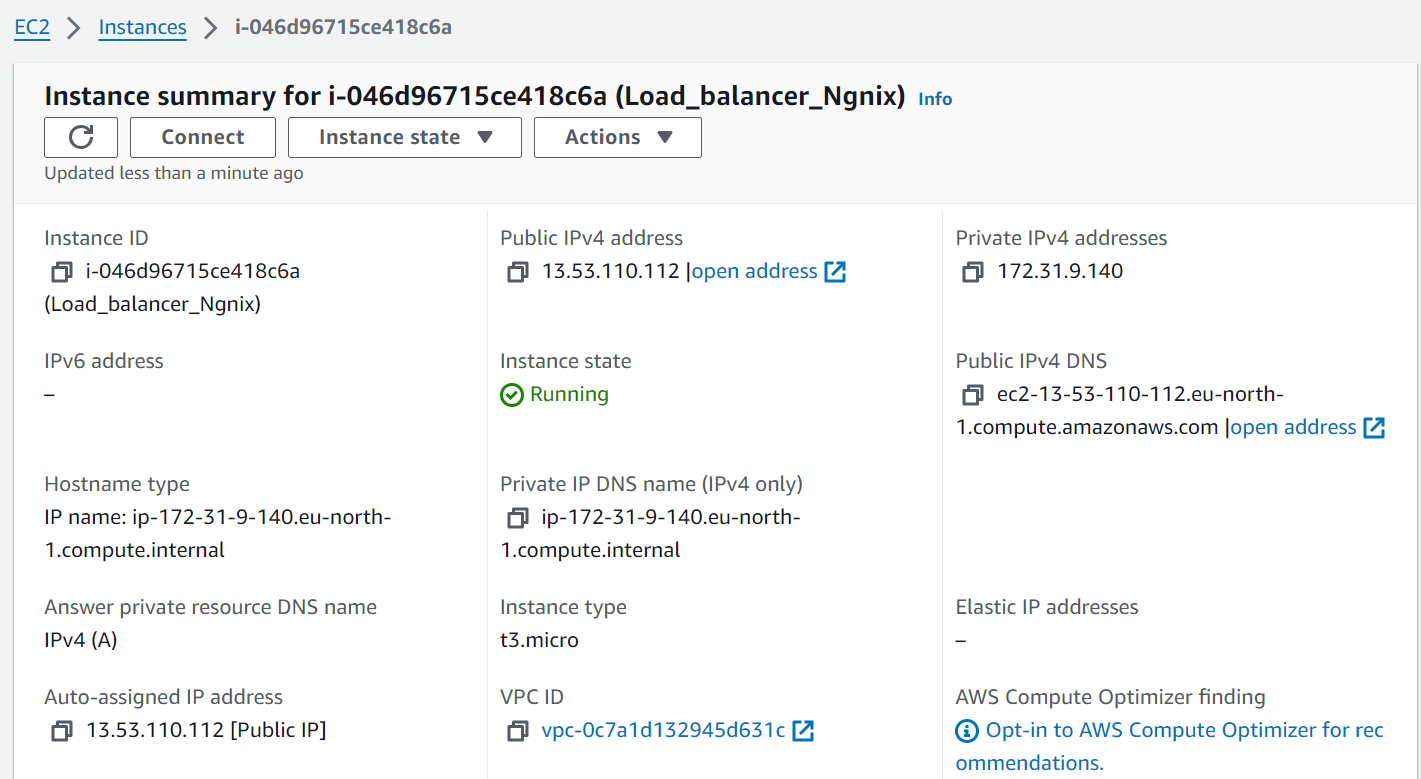 EC2 > Instances > i-046d96715ce418c6a
Instance summary for i-046d96715ce418c6a (Load_balancer_Ngnix) Info
Connect Instance state Actions
Updated less than a minute ago
Instance ID
i-046d96715ce418c6a
(Load_balancer_Ngnix)
Public IPv4 address
13.53.110.112 |open address
Private IPv4 addresses
172.31.9.140
IPv6 address
–
Instance state
Running
Public IPv4 DNS
ec2-13-53-110-112.eu-north-
1.compute.amazonaws.com |open address
Hostname type
IP name: ip-172-31-9-140.eu-north-
1.compute.internal
Private IP DNS name (IPv4 only)
ip-172-31-9-140.eu-north-
1.compute.internal
Answer private resource DNS name
IPv4 (A)
Instance type
t3.micro
Elastic IP addresses
–
Auto-assigned IP address
13.53.110.112 [Public IP]
VPC ID
vpc-0c7a1d132945d631c
AWS Compute Optimizer finding
Opt-in to AWS Compute Optimizer for rec
ommendations.